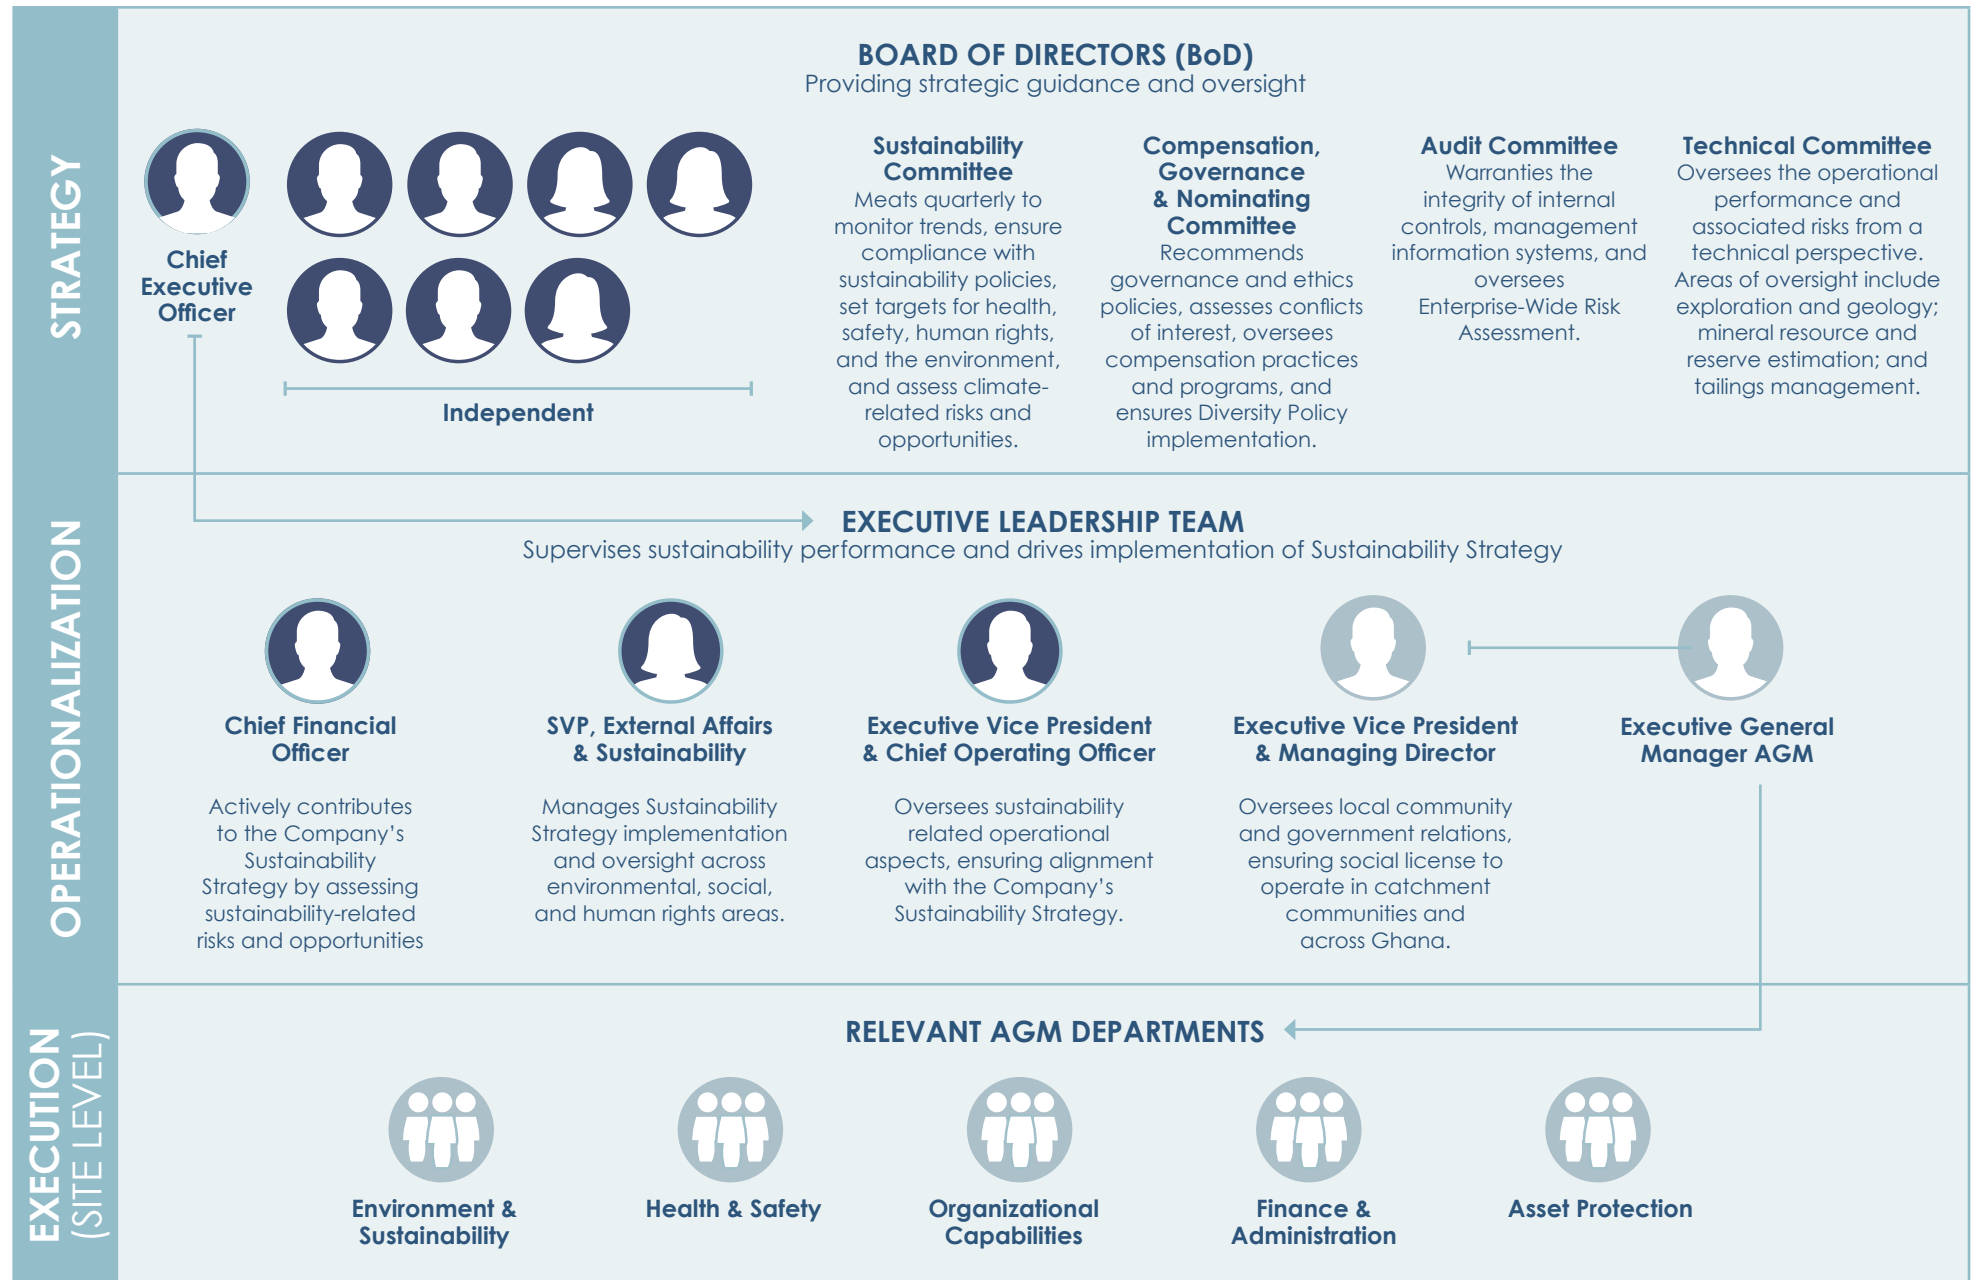 STRATEGY
BOARD OF DIRECTORS (BoD)
Providing strategic guidance and oversight
Chief
Executive
Officer
Independent
Sustainability
Committee
Meats quarterly to
monitor trends, ensure
compliance with
sustainability policies,
set targets for health,
safety, human rights,
and the environment,
and assess climate-
related risks and
opportunities.
Compensation,
Governance
& Nominating
Committee
Recommends
governance and ethics
policies, assesses conflicts
of interest, oversees
compensation practices
and programs, and
ensures Diversity Policy
implementation.
Audit Committee
Warranties the
integrity of internal
controls, management
information systems, and
oversees
Enterprise-Wide Risk
Assessment.
Technical Committee
Oversees the operational
performance and
associated risks from a
technical perspective.
Areas of oversight include
exploration and geology;
mineral resource and
reserve estimation; and
tailings management.
OPERATIONALIZATION
EXECUTIVE LEADERSHIP TEAM
Supervises sustainability performance and drives implementation of Sustainability Strategy
Chief Financial
Officer
Actively contributes
to the Company’s
Sustainability
Strategy by assessing
sustainability-related
risks and opportunities
SVP, External Affairs
& Sustainability
Manages Sustainability
Strategy implementation
and oversight across
environmental, social,
and human rights areas.
Executive Vice President
& Chief Operating Officer
Oversees sustainability
related operational
aspects, ensuring alignment
with the Company’s
Sustainability Strategy.
Executive Vice President
& Managing Director
Oversees local community
and government relations,
ensuring social license to
operate in catchment
communities and
across Ghana.
Executive General
Manager AGM
EXECUTION
(SITE LEVEL)
RELEVANT AGM DEPARTMENTS
Environment &
Sustainability
Health & Safety
Organizational
Capabilities
Finance &
Administration
Asset Protection